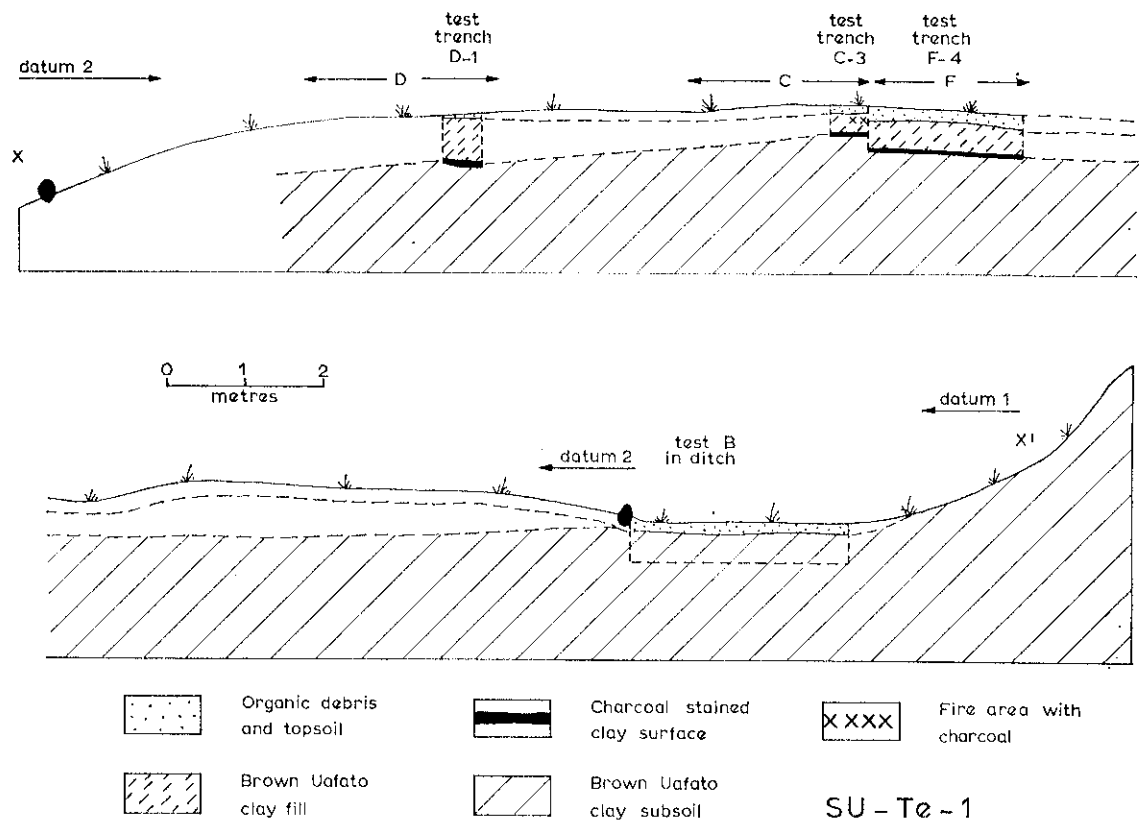 test
trench
D-1
test
trench
C-3
test
trench
F-4
datum 2
D
C
F
X
0 1 2
metres
datum 1
X'
datum 2
test B
in ditch
Organic debris
and topsoil
Charcoal stained
clay surface
XXXX
Fire area with
charcoal
Brown Uafato
clay fill
Brown Uafato
clay subsoil
SU-Te-1